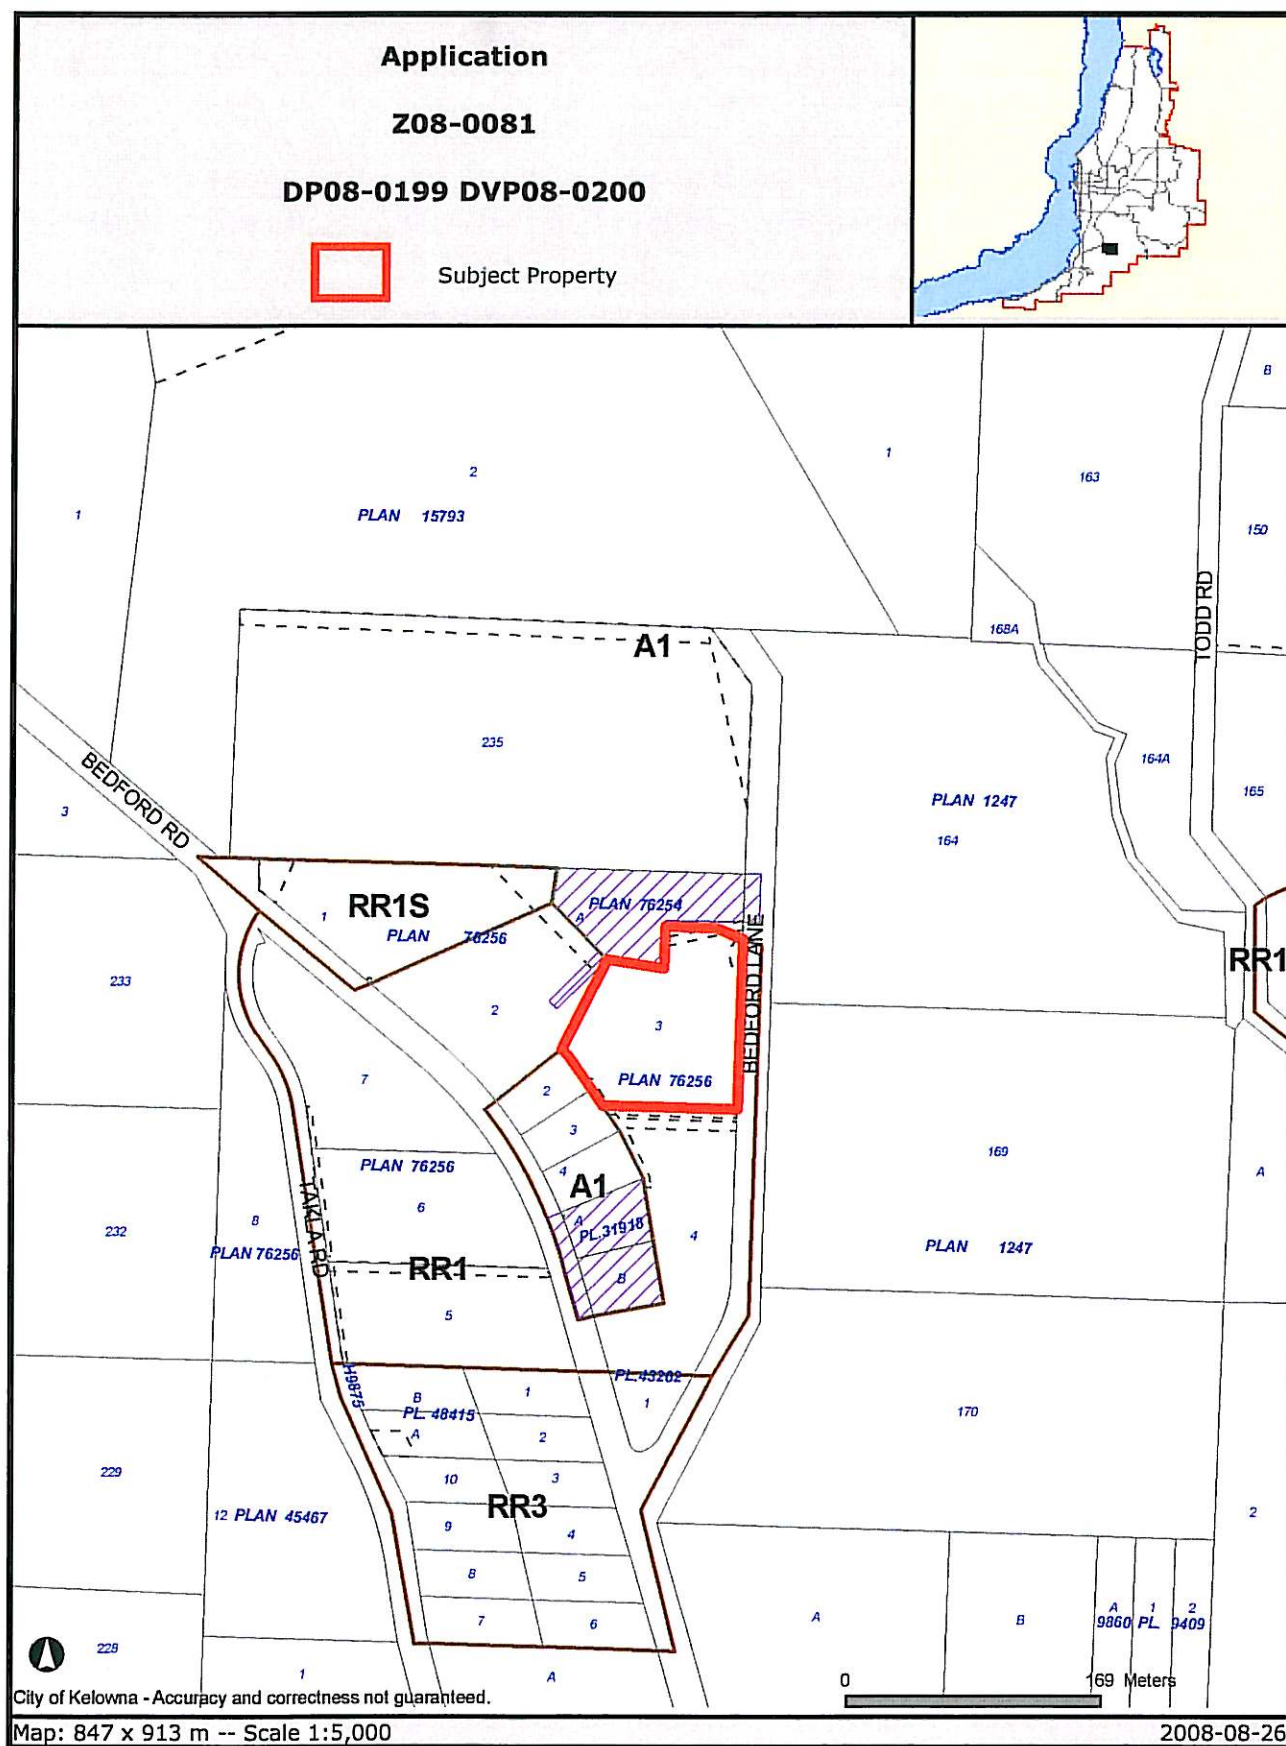 Application
Z08-0081
DP08-0199 DVP08-0200
Subject Property
B
1
2
163
1
PLAN 15793
150
TODD RD
168A
A1
235
BEDFORD RD
164A
3
PLAN 1247
165
164
RR1S
1
PLAN 76254
A
PLAN 76256
BEDFORD LANE
RR1
233
2
3
7
PLAN 76256
2
3
169
PLAN 76256
4
A
A1
6
B
A
232
PL.31918
4
PLAN 76256
TAKLA RD
PLAN 1247
RR1
B
5
PL.43202
H9875
B
1
1
PL. 48415
A
2
170
229
10
3
RR3
12 PLAN 45467
2
9
4
8
5
A
1
2
7
6
A
B
9860
PL.
9409
228
1
A
0
169 Meters
City of Kelowna - Accuracy and correctness not guaranteed.
Map: 847 x 913 m -- Scale 1:5,000
2008-08-26